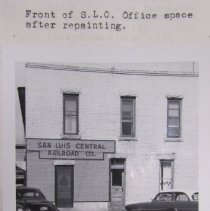 Front of S.L.C. Office space
after repainting.
SAN LUIS CENTRAL
RAILROAD CO.